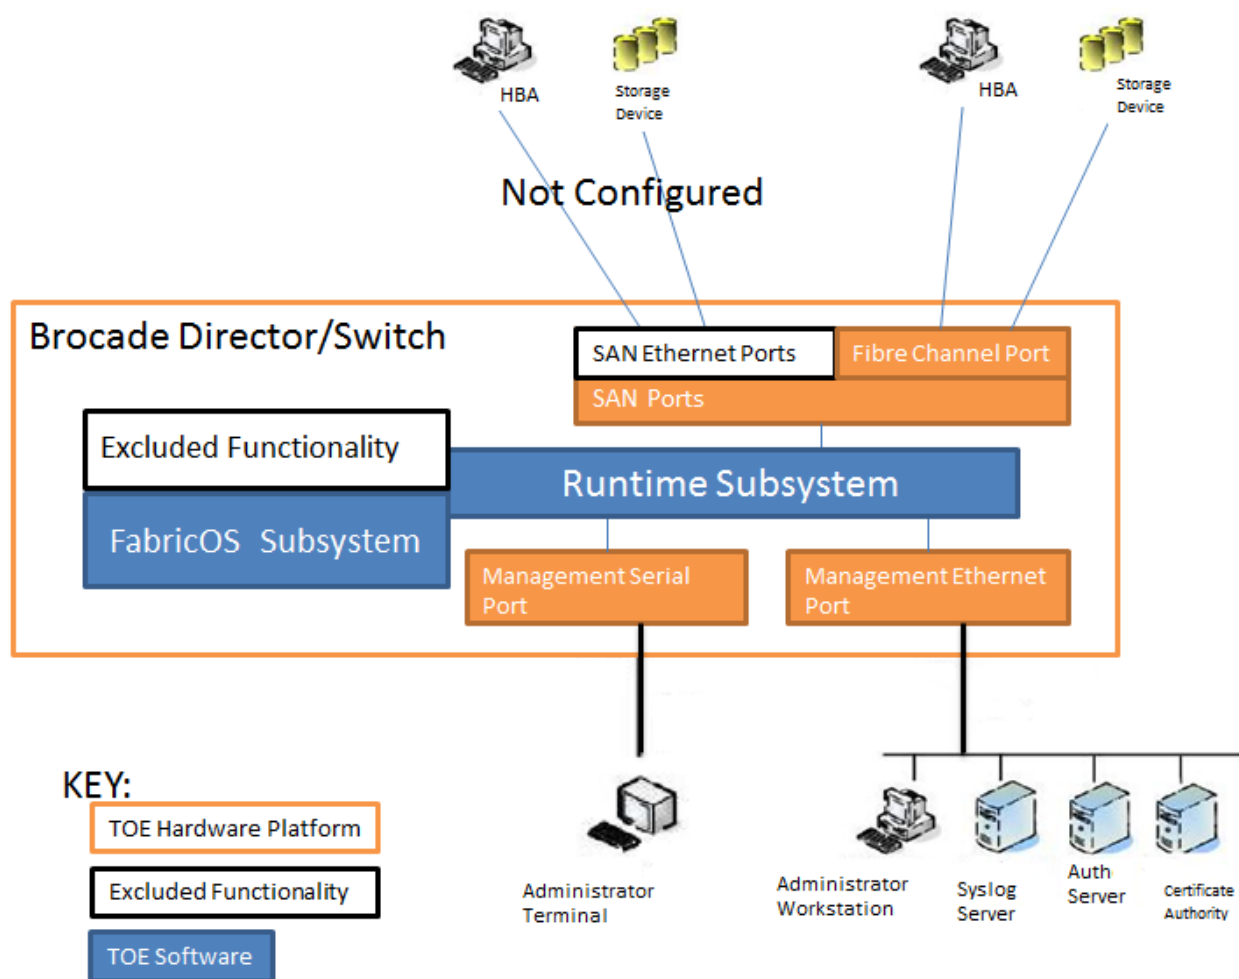 HBA
Storage
Device
HBA
Storage
Device
Not Configured
Brocade Director/Switch
SAN Ethernet Ports
Fibre Channel Port
SAN Ports
Excluded Functionality
Runtime Subsystem
FabricOS Subsystem
Management Serial
Port
Management Ethernet
Port
KEY:
TOE Hardware Platform
Excluded Functionality
TOE Software
Administrator
Terminal
Administrator
Workstation
Syslog
Server
Auth
Server
Certificate
Authority